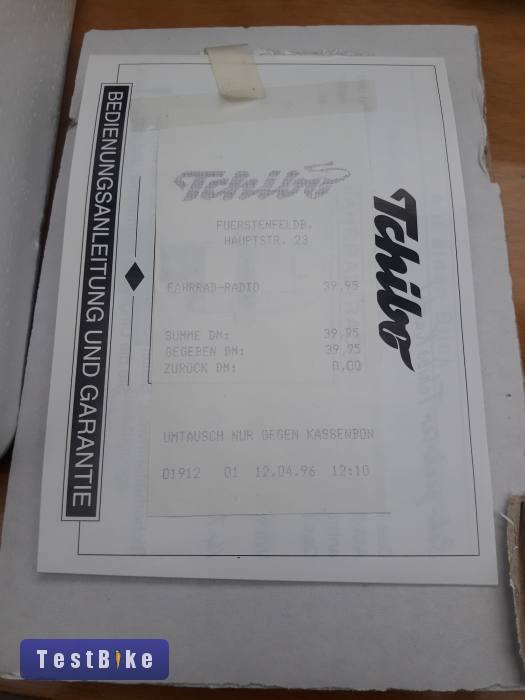 BEDIENUNGSANLEITUNG UND GARANTIE
Tchibo
Tchibo
FUERSTENFELDB.
HAUPTSTR. 23
FAHRRAD-RADIO 39,95
SUMME DM: 39,95
GEGEBEN DM: 39,95
ZURÜCK DM: 0,00
UMTAUSCH NUR GEGEN KASSENBON
01912 01 12.04.96 12:10
TestBike